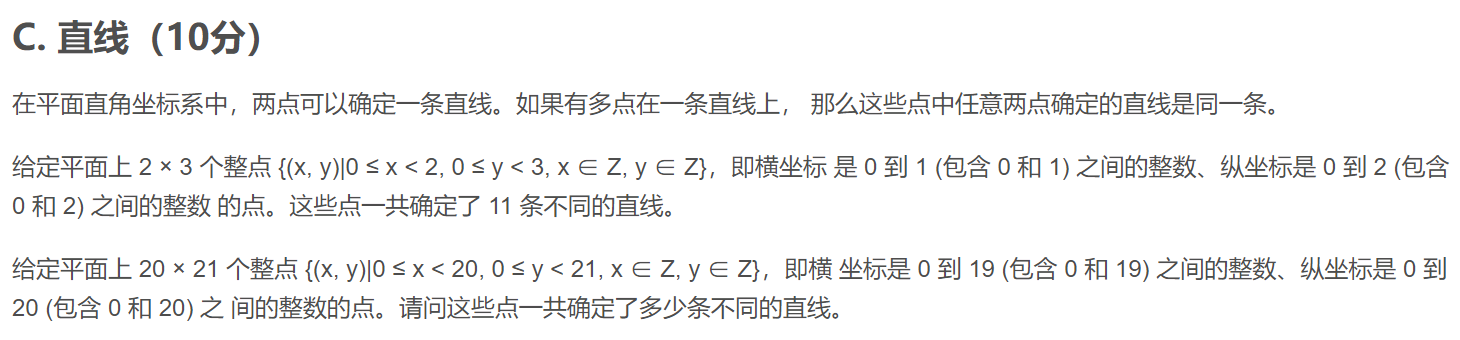 C. 直线（10分）
在平面直角坐标系中，两点可以确定一条直线。如果有多点在一条直线上， 那么这些点中任意两点确定的直线是同一条。
给定平面上 2 × 3 个整点 {(x, y)|0 ≤ x < 2, 0 ≤ y < 3, x ∈ Z, y ∈ Z}，即横坐标 是 0 到 1 (包含 0 和 1) 之间的整数、纵坐标是 0 到 2 (包含
0 和 2) 之间的整数 的点。这些点一共确定了 11 条不同的直线。
给定平面上 20 × 21 个整点 {(x, y)|0 ≤ x < 20, 0 ≤ y < 21, x ∈ Z, y ∈ Z}，即横 坐标是 0 到 19 (包含 0 和 19) 之间的整数、纵坐标是 0 到
20 (包含 0 和 20) 之 间的整数的点。请问这些点一共确定了多少条不同的直线。